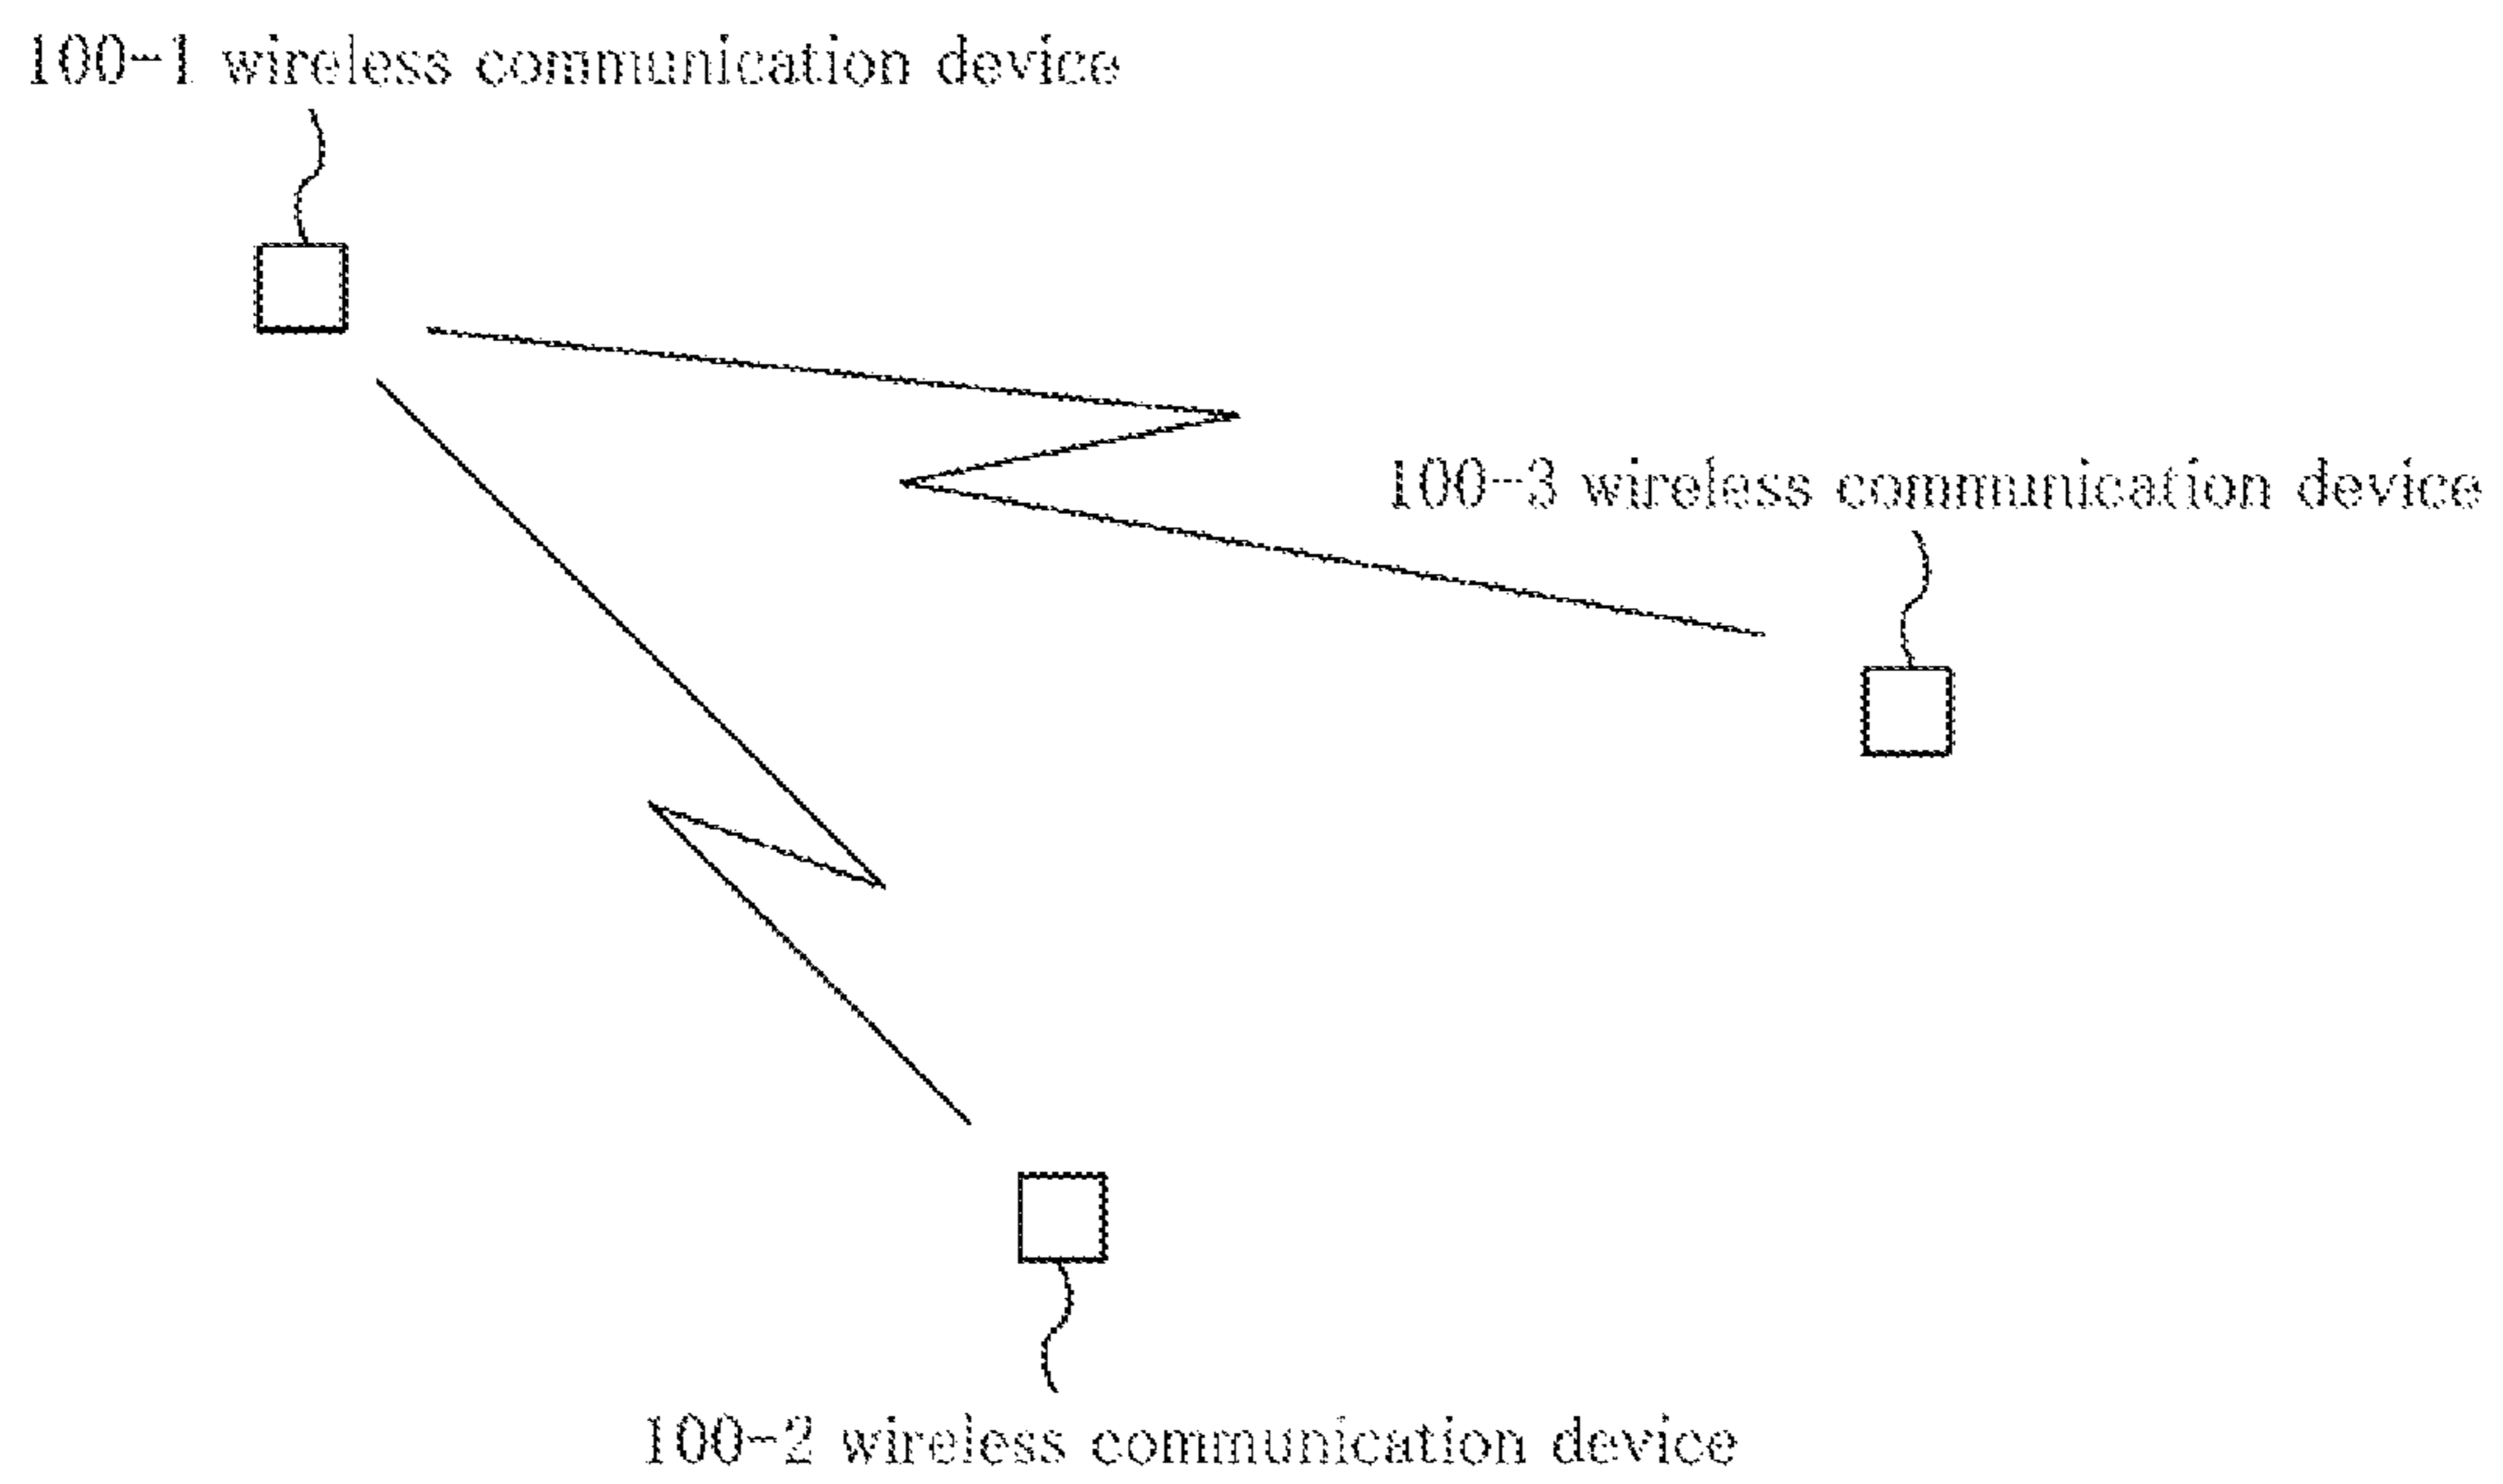 100-1 wireless communication device
100-3 wireless communication device
100-2 wireless communication device